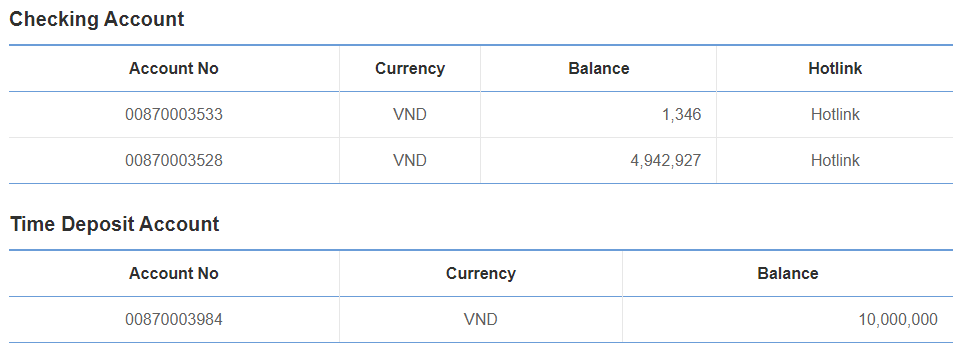 Checking Account
Account No Currency Balance Hotlink
00870003533 VND 1,346 Hotlink
00870003528 VND 4,942,927 Hotlink
Time Deposit Account
Account No Currency Balance
00870003984 VND 10,000,000